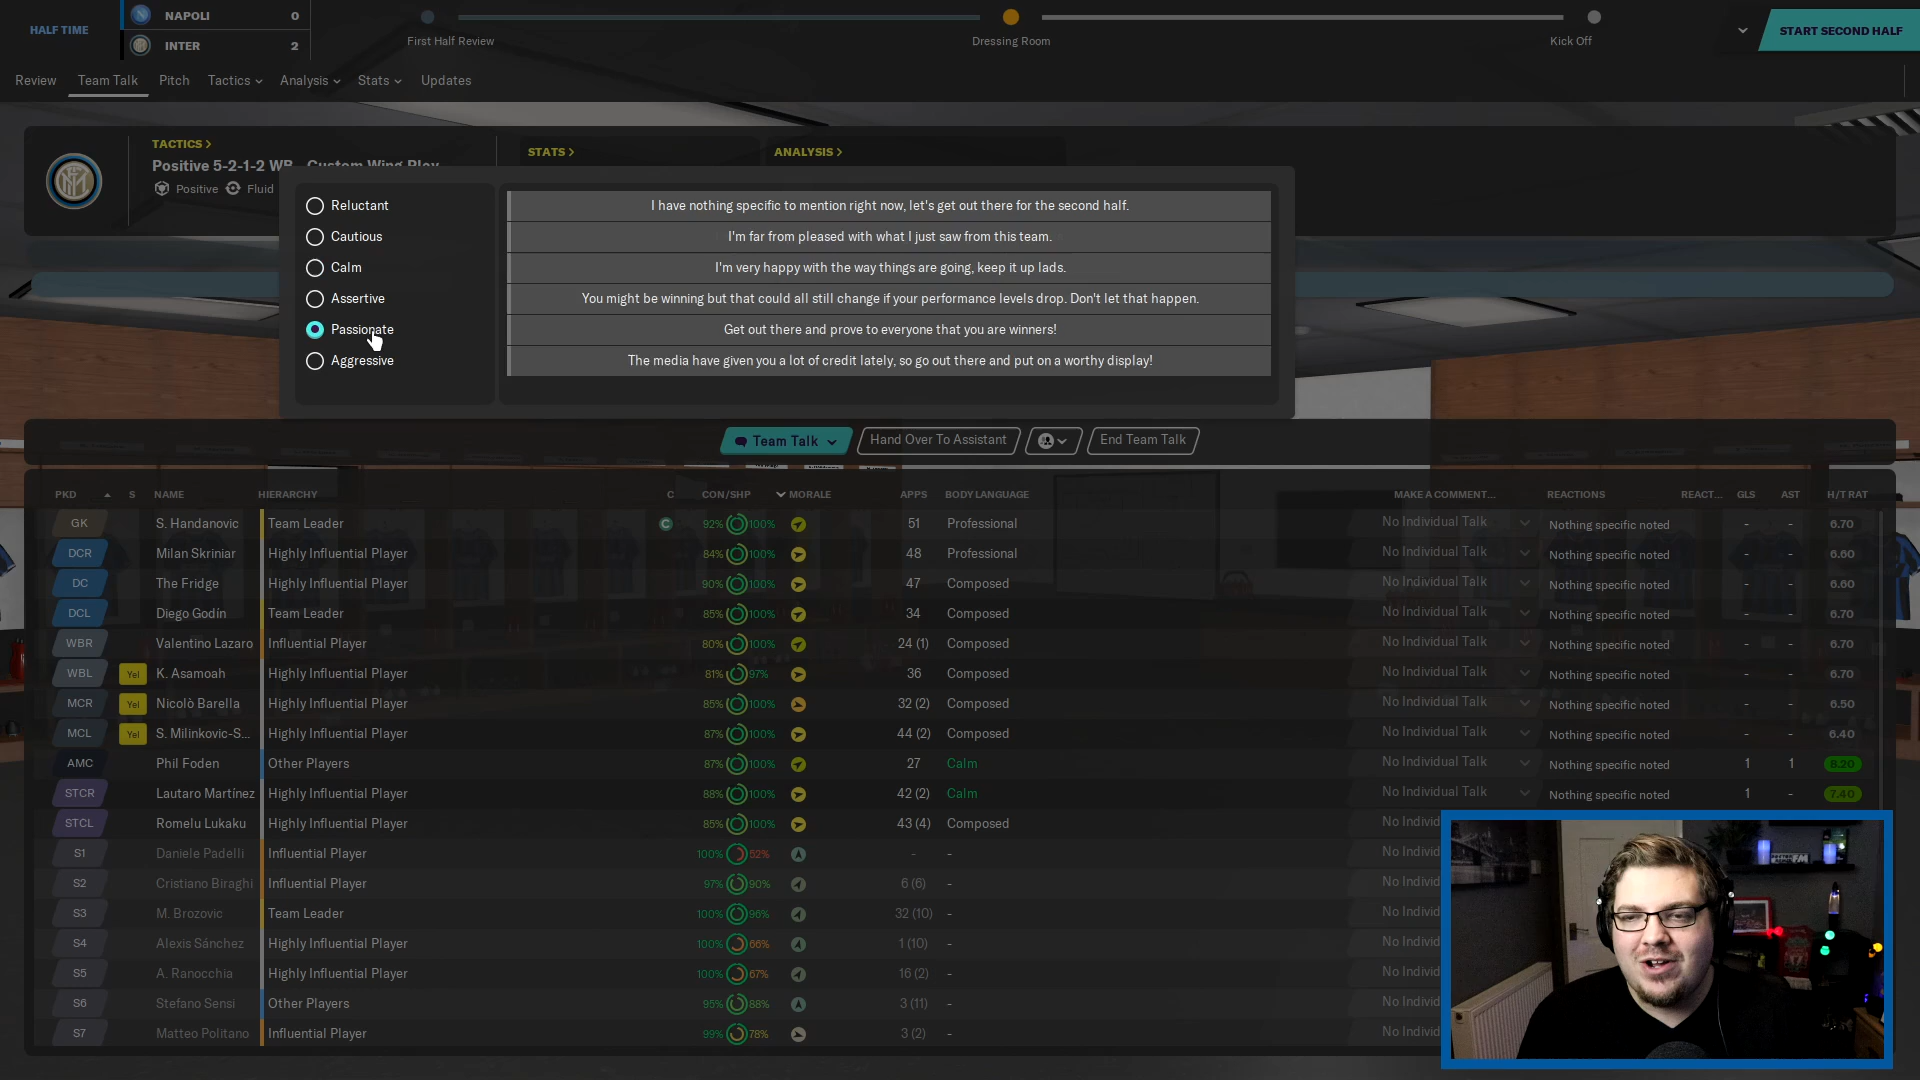 HALF TIME
NAPOLI 0
INTER 2
First Half Review
Dressing Room
Kick Off
START SECOND HALF
Review
Team Talk
Pitch
Tactics
Analysis
Stats
Updates
TACTICS >
Positive 5-2-1-2 WB - Custom Wing Play
Positive Fluid
STATS >
ANALYSIS >
Reluctant
Cautious
Calm
Assertive
Passionate
Aggressive
I have nothing specific to mention right now, let's get out there for the second half.
I'm far from pleased with what I just saw from this team.
I'm very happy with the way things are going, keep it up lads.
You might be winning but that could all still change if your performance levels drop. Don't let that happen.
Get out there and prove to everyone that you are winners!
The media have given you a lot of credit lately, so go out there and put on a worthy display!
Team Talk
Hand Over To Assistant
End Team Talk
PKD S NAME HIERARCHY C CON/SHP MORALE APPS BODY LANGUAGE MAKE A COMMENT... REACTIONS REACT... GLS AST H/T RAT
GK S. Handanovic Team Leader C 92% 100% 51 Professional No Individual Talk Nothing specific noted - - 6.70
DCR Milan Skriniar Highly Influential Player 84% 100% 48 Professional No Individual Talk Nothing specific noted - - 6.60
DC The Fridge Highly Influential Player 90% 100% 47 Composed No Individual Talk Nothing specific noted - - 6.60
DCL Diego Godín Team Leader 85% 100% 34 Composed No Individual Talk Nothing specific noted - - 6.70
WBR Valentino Lazaro Influential Player 80% 100% 24 (1) Composed No Individual Talk Nothing specific noted - - 6.70
WBL Yel K. Asamoah Highly Influential Player 81% 97% 36 Composed No Individual Talk Nothing specific noted - - 6.70
MCR Yel Nicolò Barella Highly Influential Player 85% 100% 32 (2) Composed No Individual Talk Nothing specific noted - - 6.50
MCL Yel S. Milinkovic-S... Highly Influential Player 87% 100% 44 (2) Composed No Individual Talk Nothing specific noted - - 6.40
AMC Phil Foden Other Players 87% 100% 27 Calm No Individual Talk Nothing specific noted 1 1 8.20
STCR Lautaro Martínez Highly Influential Player 88% 100% 42 (2) Calm No Individual Talk Nothing specific noted 1 - 7.40
STCL Romelu Lukaku Highly Influential Player 85% 100% 43 (4) Composed No Individ
S1 Daniele Padelli Influential Player 100% 52% - - No Individ
S2 Cristiano Biraghi Influential Player 97% 90% 6 (6) - No Individ
S3 M. Brozovic Team Leader 100% 96% 32 (10) - No Individ
S4 Alexis Sánchez Highly Influential Player 100% 66% 1 (10) - No Individ
S5 A. Ranocchia Highly Influential Player 100% 67% 16 (2) - No Individ
S6 Stefano Sensi Other Players 95% 88% 3 (11) - No Individ
S7 Matteo Politano Influential Player 99% 78% 3 (2) - No Individ